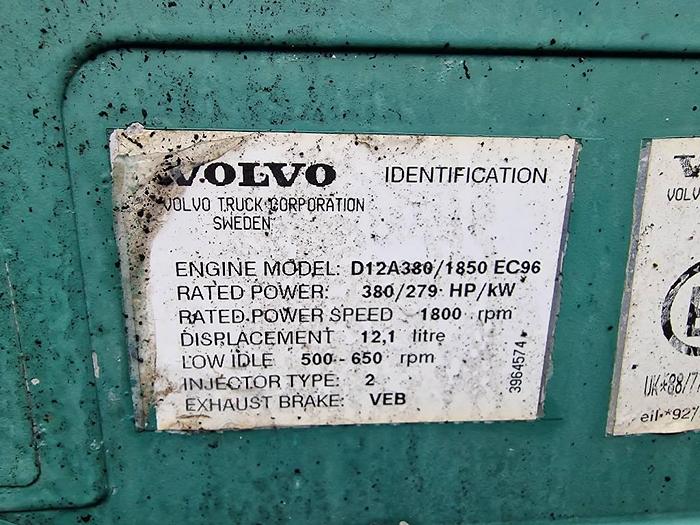 VOLVO IDENTIFICATION
VOLVO TRUCK CORPORATION
SWEDEN
ENGINE MODEL: D12A380/1850 EC96
RATED POWER: 380/279 HP/kW
RATED POWER SPEED 1800 rpm
DISPLACEMENT 12,1 litre
LOW IDLE 500-650 rpm
INJECTOR TYPE: 2
EXHAUST BRAKE: VEB
3964574